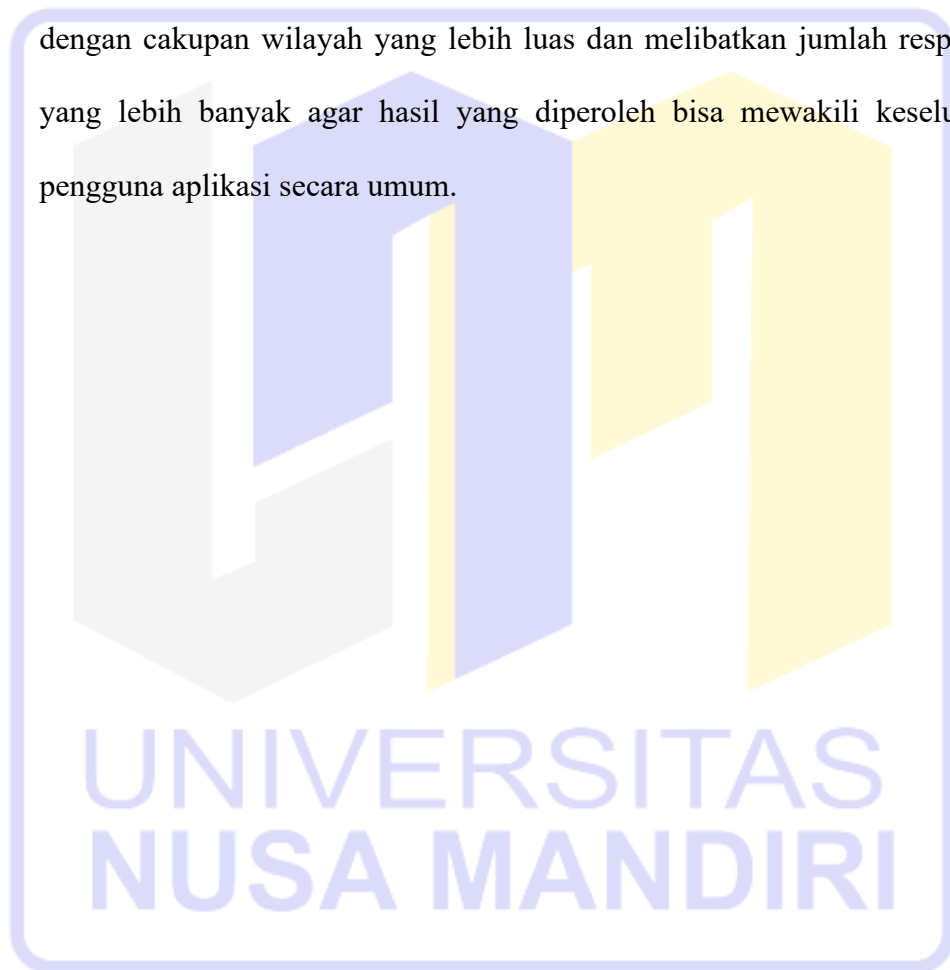 dengan cakupan wilayah yang lebih luas dan melibatkan jumlah resp
yang lebih banyak agar hasil yang diperoleh bisa mewakili kesel
pengguna aplikasi secara umum.
UNIVERSITAS
NUSA MANDIRI